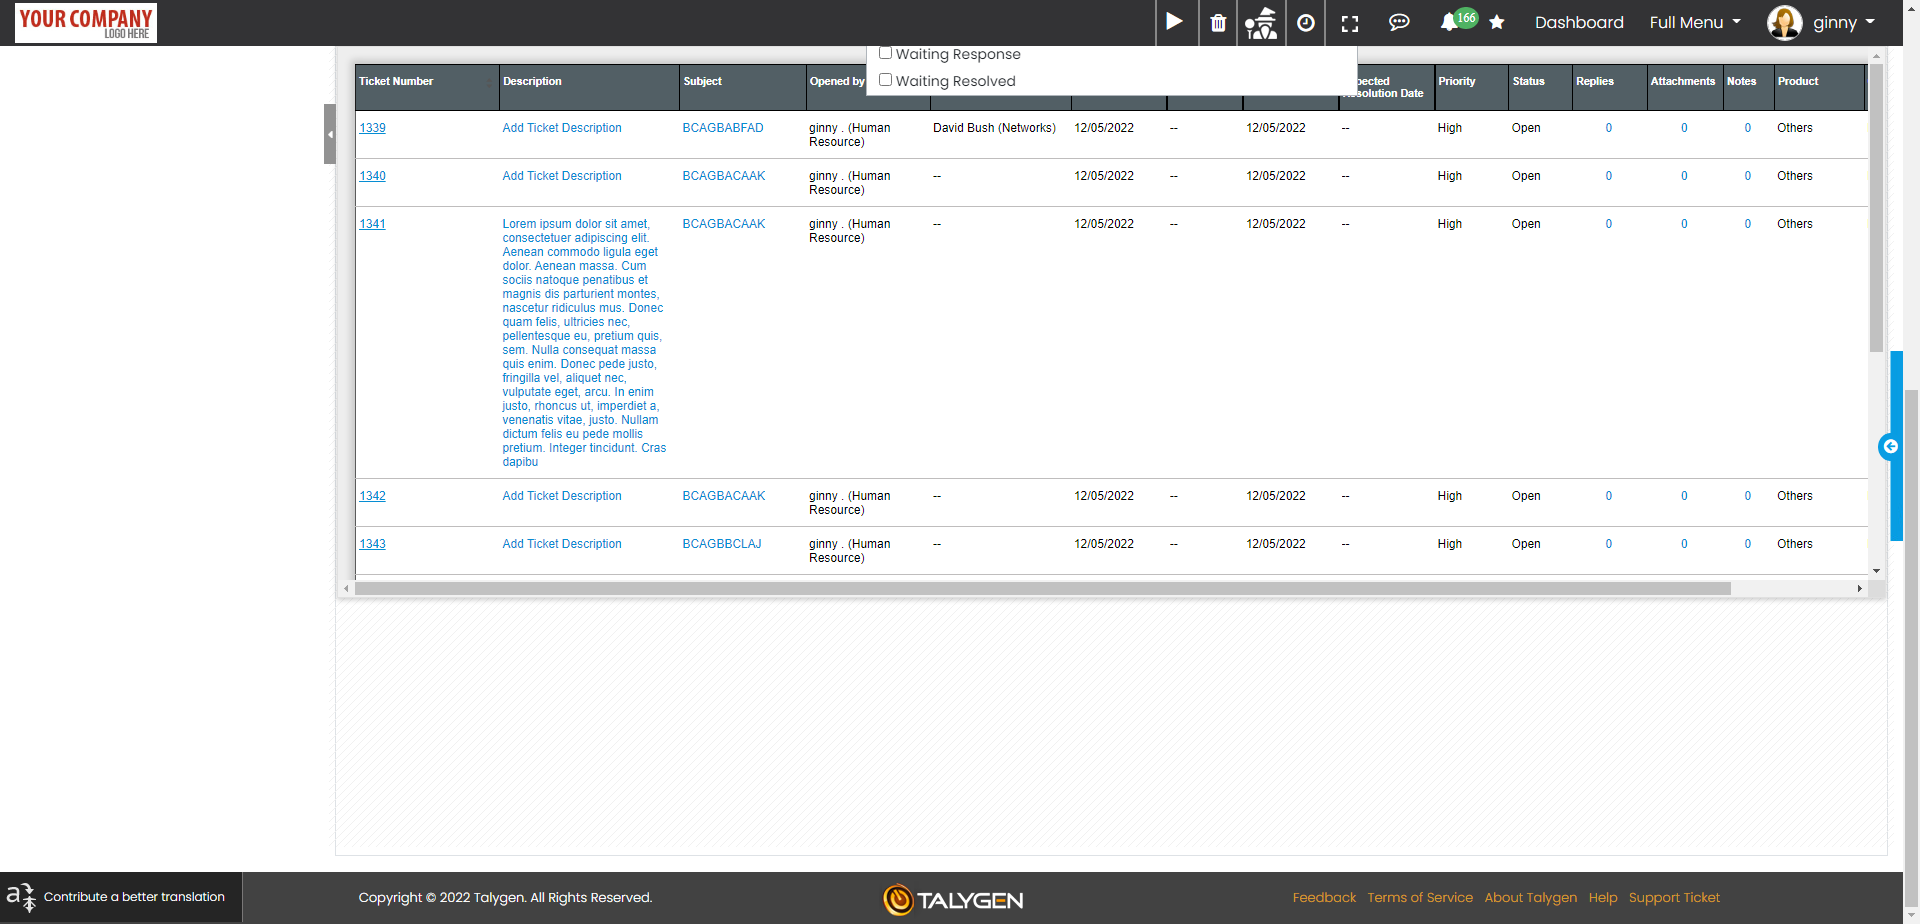 YOUR COMPANY
LOGO HERE
166
Dashboard
Full Menu
ginny
Waiting Response
Waiting Resolved
Ticket Number Description Subject Opened by Resolution Date Priority Status Replies Attachments Notes Product
1339 Add Ticket Description BCAGBABFAD ginny . (Human David Bush (Networks) 12/05/2022 -- 12/05/2022 -- High Open 0 0 0 Others
Resource)
1340 Add Ticket Description BCAGBACAAK ginny . (Human -- 12/05/2022 -- 12/05/2022 -- High Open 0 0 0 Others
Resource)
1341 Lorem ipsum dolor sit amet, BCAGBACAAK ginny . (Human -- 12/05/2022 -- 12/05/2022 -- High Open 0 0 0 Others
consectetuer adipiscing elit. Resource)
Aenean commodo ligula eget
dolor. Aenean massa. Cum
sociis natoque penatibus et
magnis dis parturient montes,
nascetur ridiculus mus. Donec
quam felis, ultricies nec,
pellentesque eu, pretium quis,
sem. Nulla consequat massa
quis enim. Donec pede justo,
fringilla vel, aliquet nec,
vulputate eget, arcu. In enim
justo, rhoncus ut, imperdiet a,
venenatis vitae, justo. Nullam
dictum felis eu pede mollis
pretium. Integer tincidunt. Cras
dapibu
1342 Add Ticket Description BCAGBACAAK ginny . (Human -- 12/05/2022 -- 12/05/2022 -- High Open 0 0 0 Others
Resource)
1343 Add Ticket Description BCAGBBCLAJ ginny . (Human -- 12/05/2022 -- 12/05/2022 -- High Open 0 0 0 Others
Resource)
Contribute a better translation
Copyright © 2022 Talygen. All Rights Reserved.
TALYGEN
Feedback Terms of Service About Talygen Help Support Ticket